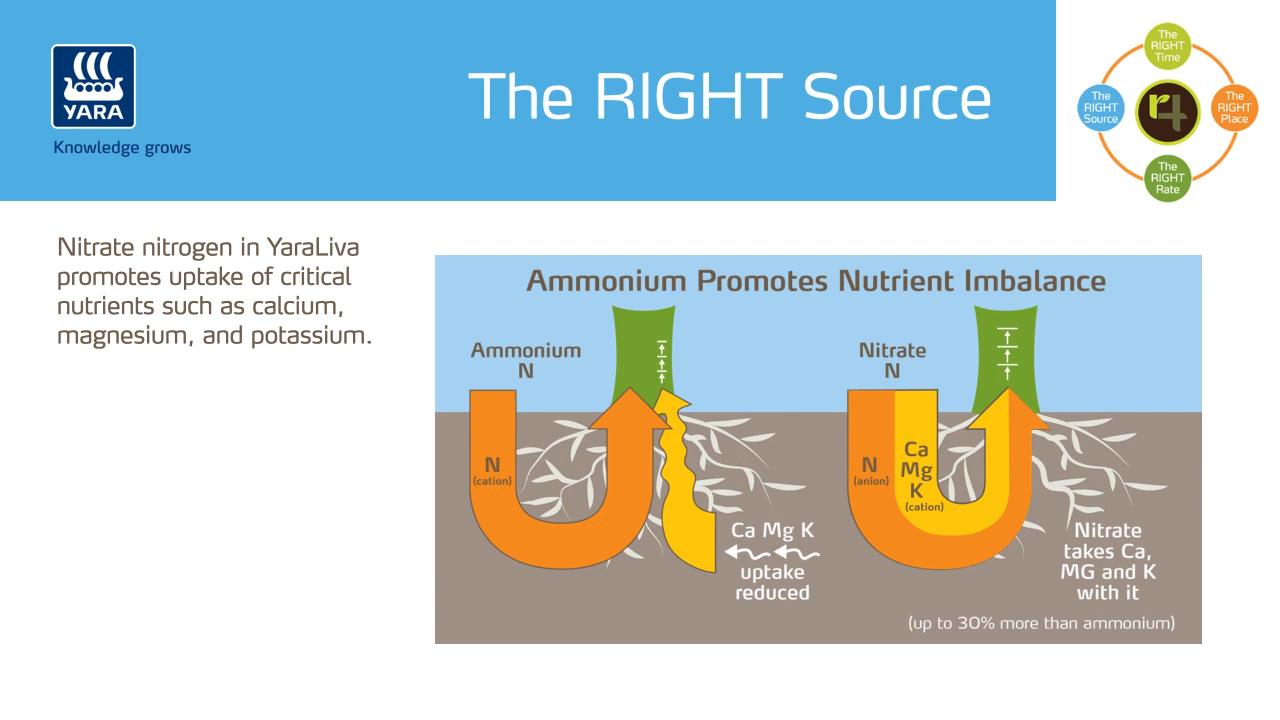 YARA
Knowledge grows
The RIGHT Source
The
RIGHT
Time
The
RIGHT
Source
r4
The
RIGHT
Place
The
RIGHT
Rate
Nitrate nitrogen in YaraLiva
promotes uptake of critical
nutrients such as calcium,
magnesium, and potassium.
Ammonium Promotes Nutrient Imbalance
Ammonium
N
N
(cation)
Ca Mg K
uptake
reduced
Nitrate
N
N
(anion)
Ca
Mg
K
(cation)
Nitrate
takes Ca,
MG and K
with it
(up to 30% more than ammonium)